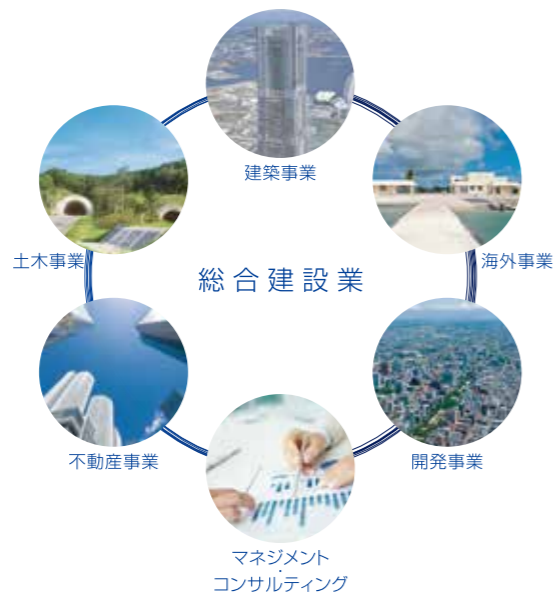 建築事業
土木事業
海外事業
総合建設業
不動産事業
開発事業
マネジメント
・
コンサルティング